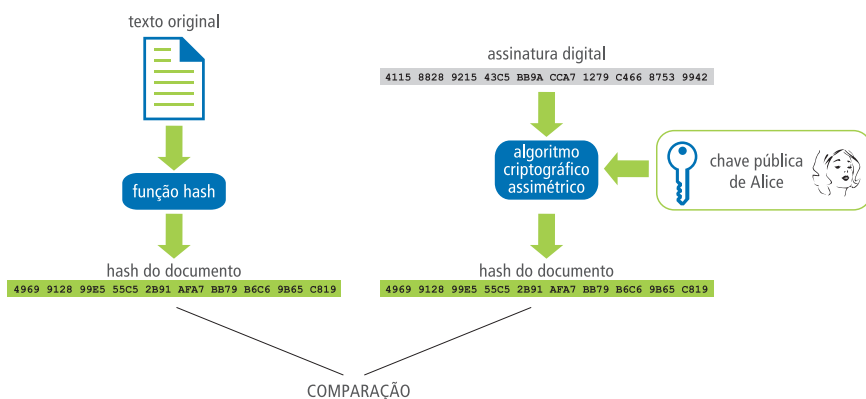 texto original
função hash
hash do documento
4969 9128 99E5 55C5 2B91 AFA7 BB79 B6C6 9B65 C819
assinatura digital
4115 8828 9215 43C5 BB9A CCA7 1279 C466 8753 9942
algoritmo
criptográfico
assimétrico
chave pública
de Alice
hash do documento
4969 9128 99E5 55C5 2B91 AFA7 BB79 B6C6 9B65 C819
COMPARAÇÃO